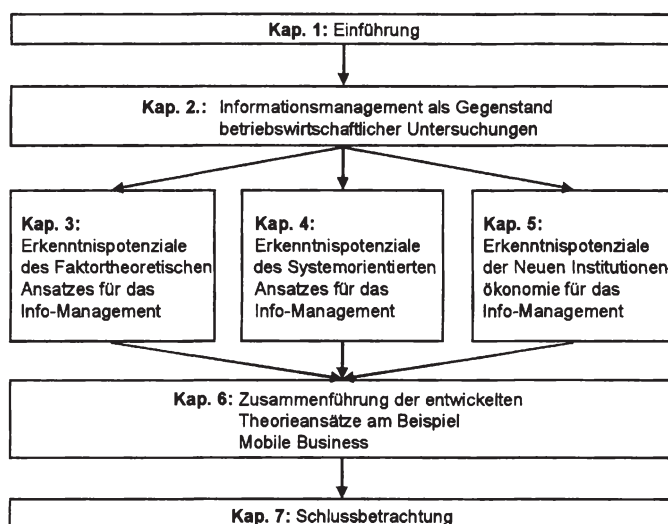 Kap. 1: Einführung
Kap. 2.: Informationsmanagement als Gegenstand
betriebswirtschaftlicher Untersuchungen
Kap. 3:
Erkenntnispotenziale
des Faktortheoretischen
Ansatzes für das
Info-Management
Kap. 4:
Erkenntnispotenziale
des Systemorientierten
Ansatzes für das
Info-Management
Kap. 5:
Erkenntnispotenziale
der Neuen Institutionen-
ökonomie für das
Info-Management
Kap. 6: Zusammenführung der entwickelten
Theorieansätze am Beispiel
Mobile Business
Kap. 7: Schlussbetrachtung